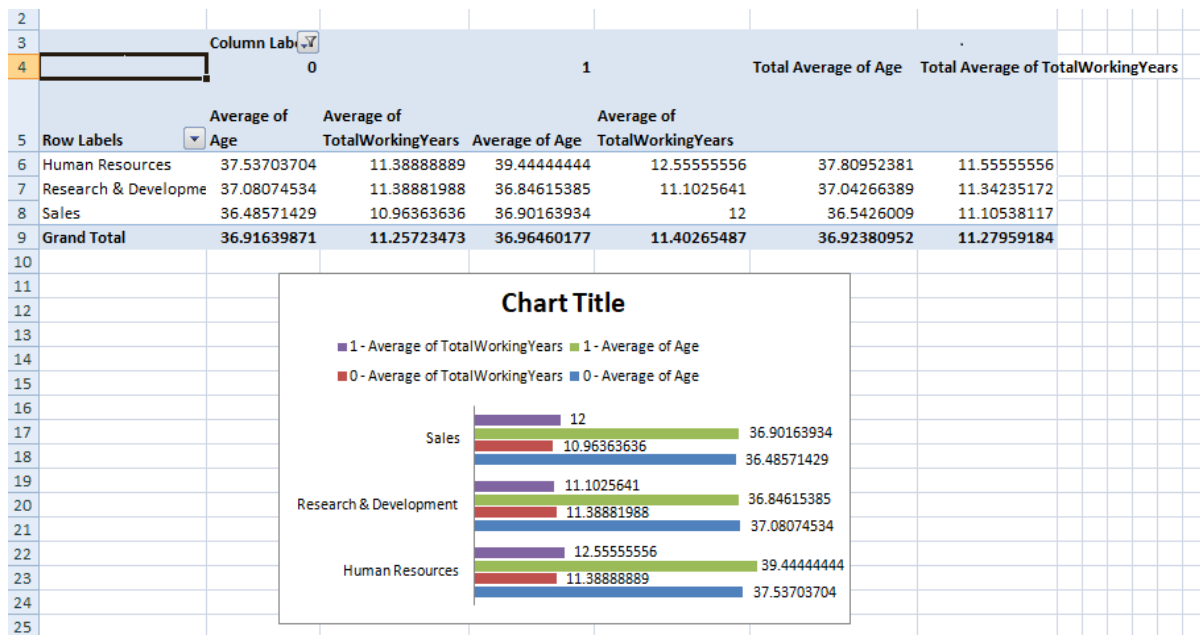 2
3 Column Labe
4 0 1 Total Average of Age Total Average of TotalWorkingYears
Average of Average of Average of
5 Row Labels Age TotalWorkingYears Average of Age TotalWorkingYears
6 Human Resources 37.53703704 11.38888889 39.44444444 12.55555556 37.80952381 11.55555556
7 Research & Developme 37.08074534 11.38881988 36.84615385 11.1025641 37.04266389 11.34235172
8 Sales 36.48571429 10.96363636 36.90163934 12 36.5426009 11.10538117
9 Grand Total 36.91639871 11.25723473 36.96460177 11.40265487 36.92380952 11.27959184
10
11
12
13
14
15
16
17
18
19
20
21
22
23
24
25
Chart Title
1 - Average of TotalWorkingYears 1 - Average of Age
0 - Average of TotalWorkingYears 0 - Average of Age
12
Sales 36.90163934
10.96363636
36.48571429
11.1025641
Research & Development 36.84615385
11.38881988
37.08074534
12.55555556
Human Resources 39.44444444
11.38888889
37.53703704